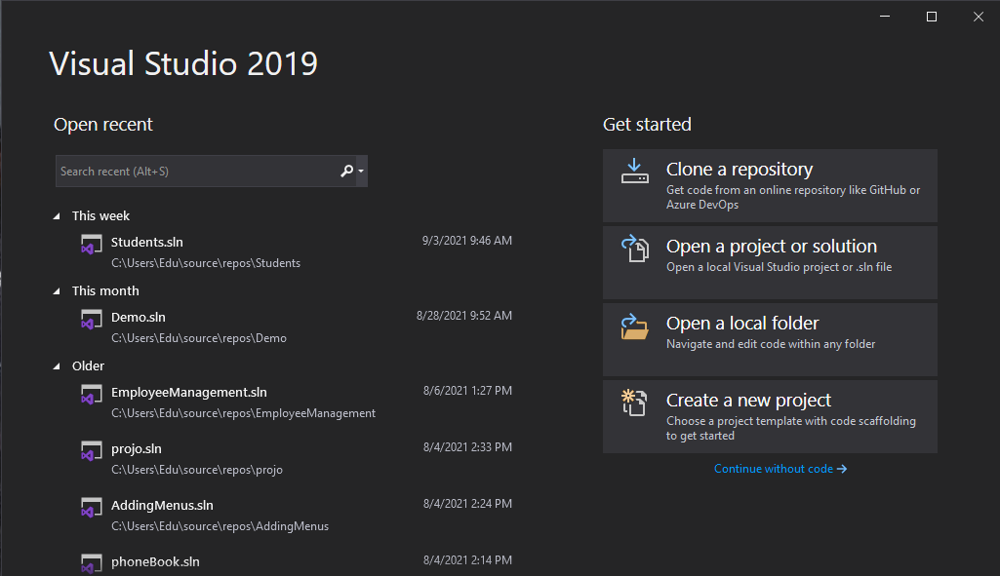 Visual Studio 2019
Open recent
Search recent (Alt+S)
This week
Students.sln 9/3/2021 9:46 AM
C:\Users\Edu\source\repos\Students
This month
Demo.sln 8/28/2021 9:52 AM
C:\Users\Edu\source\repos\Demo
Older
EmployeeManagement.sln 8/6/2021 1:27 PM
C:\Users\Edu\source\repos\EmployeeManagement
projo.sln 8/4/2021 2:33 PM
C:\Users\Edu\source\repos\projo
AddingMenus.sln 8/4/2021 2:24 PM
C:\Users\Edu\source\repos\AddingMenus
phoneBook.sln 8/4/2021 2:14 PM
Get started
Clone a repository
Get code from an online repository like GitHub or
Azure DevOps
Open a project or solution
Open a local Visual Studio project or .sln file
Open a local folder
Navigate and edit code within any folder
Create a new project
Choose a project template with code scaffolding
to get started
Continue without code →